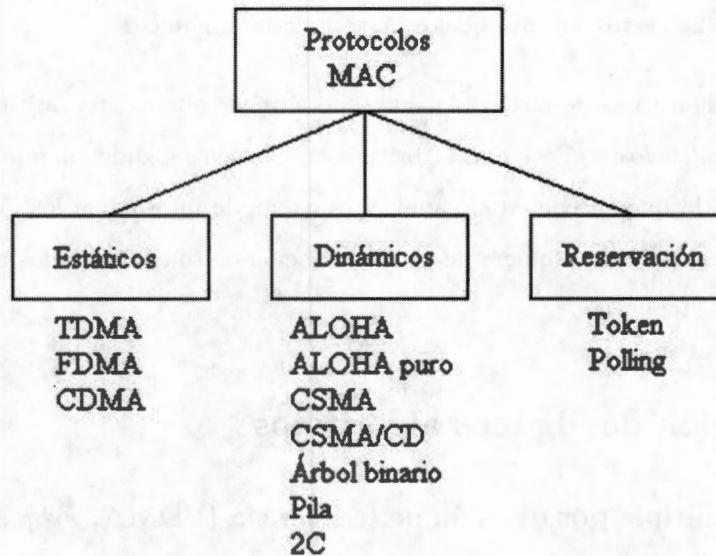 Protocolos
MAC
Estáticos
Dinámicos
Reservación
TDMA
FDMA
CDMA
ALOHA
ALOHA puro
CSMA
CSMA/CD
Árbol binario
Pila
2C
Token
Polling